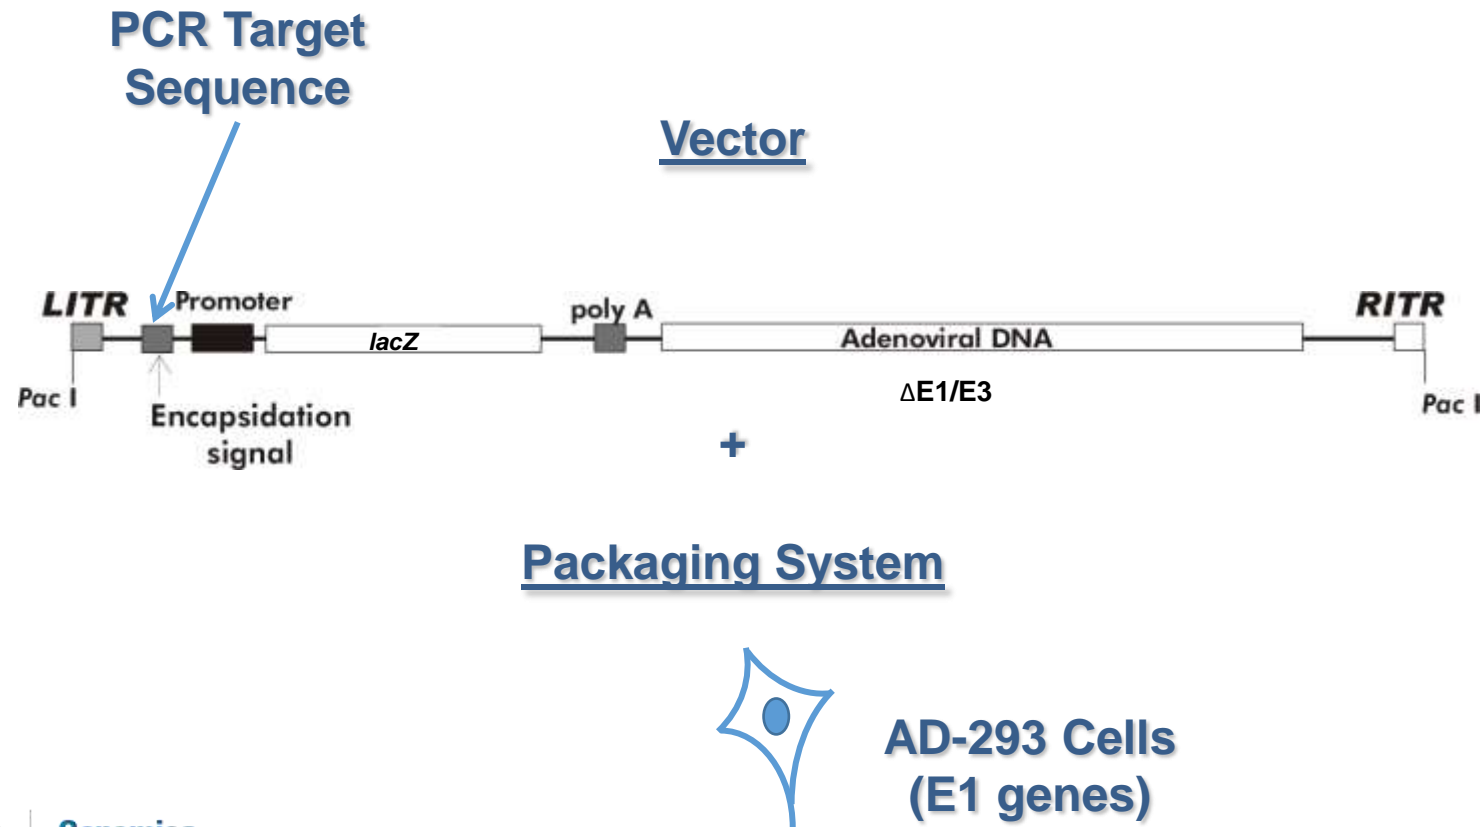 PCR Target
Sequence
Vector
LITR
Promoter
lacZ
poly A
Adenoviral DNA
RITR
Pac I
Encapsidation
signal
ΔE1/E3
Pac I
+
Packaging System
AD-293 Cells
(E1 genes)